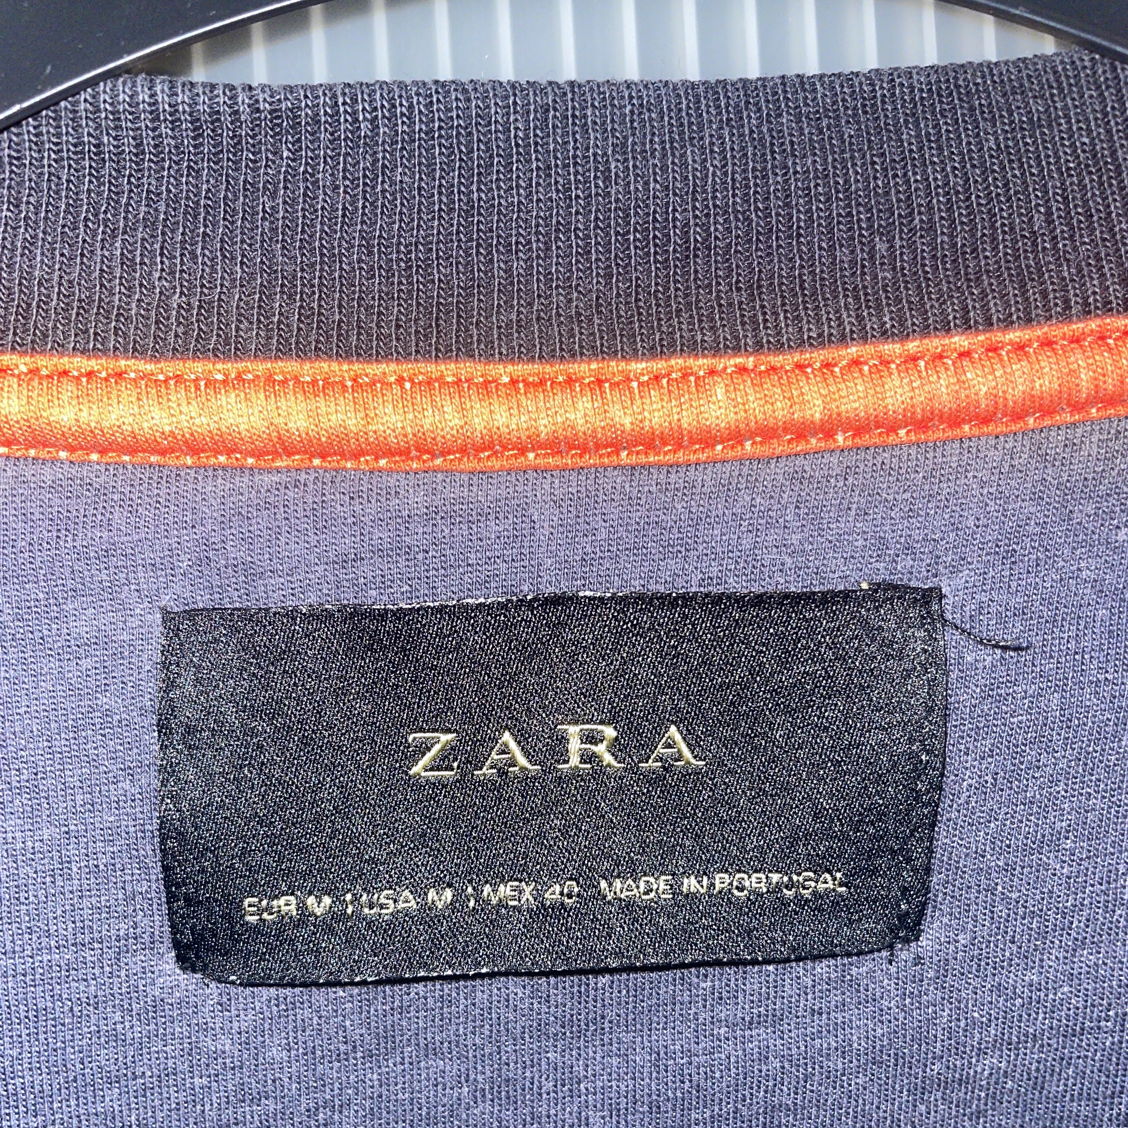 ZARA
EUR M | USA M | MEX 40 MADE IN PORTUGAL